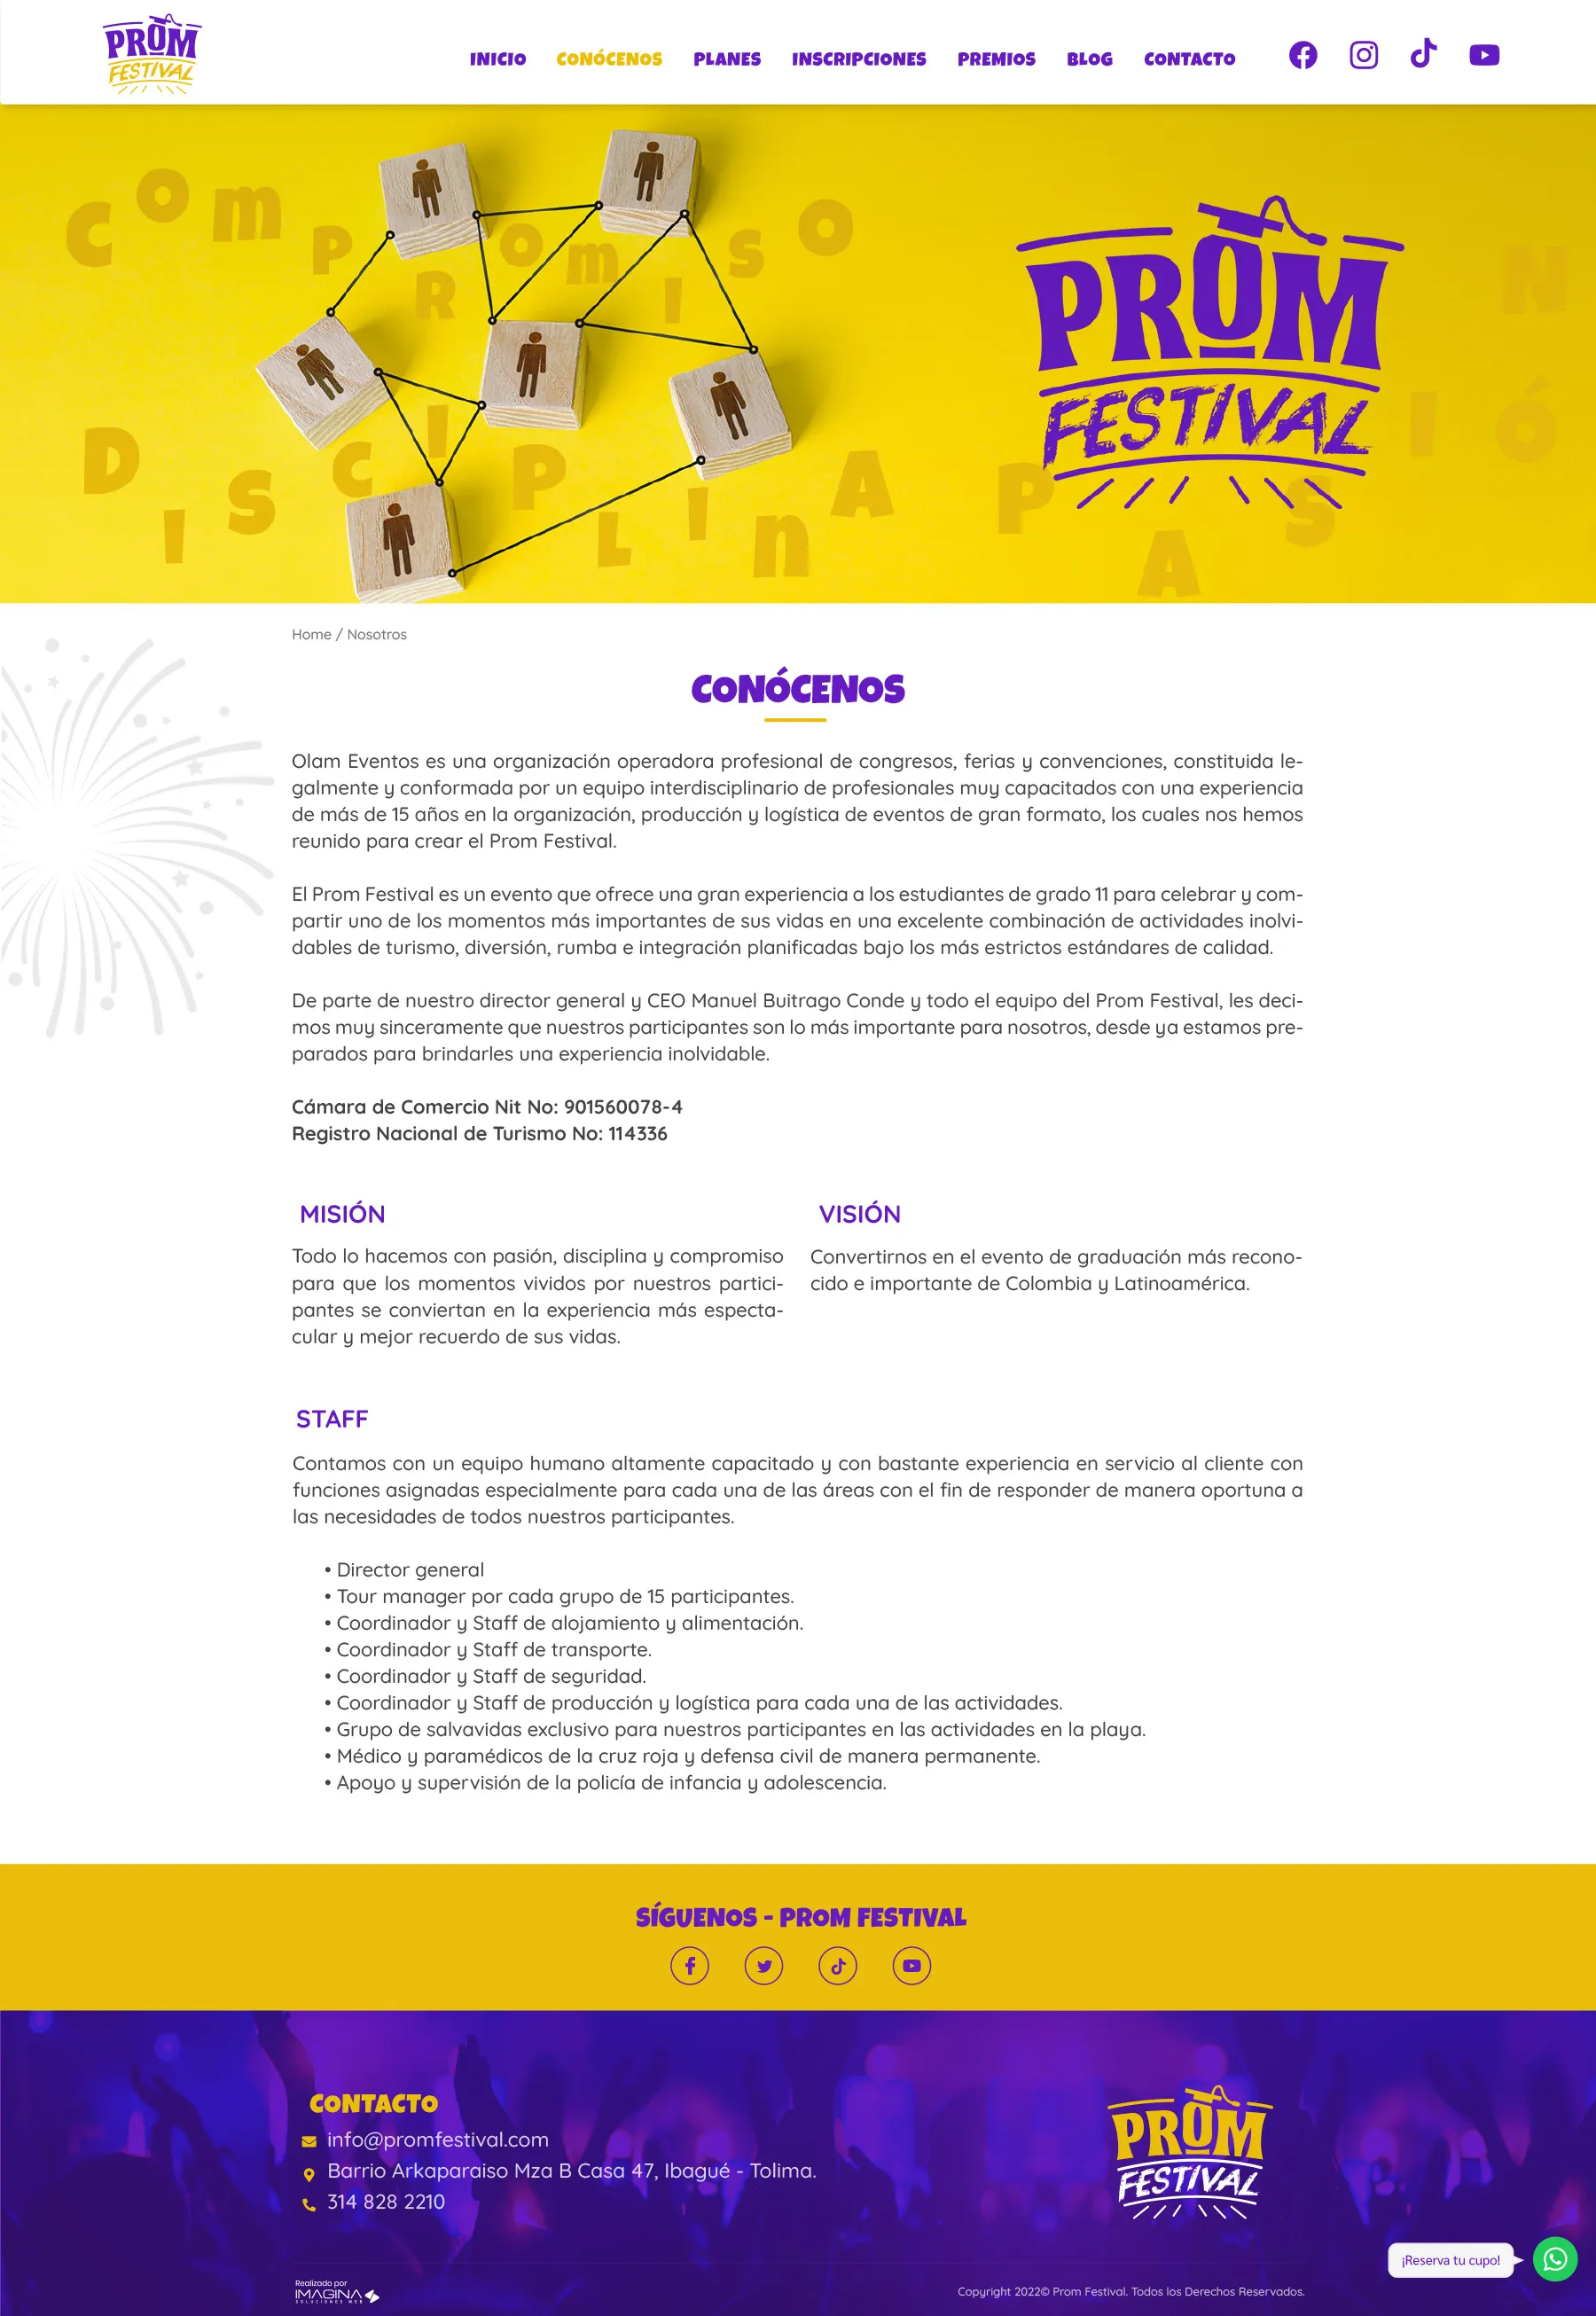 PROM
FESTIVAL
INICIO CONÓCENOS PLANES INSCRIPCIONES PREMIOS BLOG CONTACTO
COMPROMISO
DISCIPLINA
PASIÓN
PROM
FESTIVAL
Home / Nosotros
CONÓCENOS
Olam Eventos es una organización operadora profesional de congresos, ferias y convenciones, constituida le-
galmente y conformada por un equipo interdisciplinario de profesionales muy capacitados con una experiencia
de más de 15 años en la organización, producción y logística de eventos de gran formato, los cuales nos hemos
reunido para crear el Prom Festival.
El Prom Festival es un evento que ofrece una gran experiencia a los estudiantes de grado 11 para celebrar y com-
partir uno de los momentos más importantes de sus vidas en una excelente combinación de actividades inolvi-
dables de turismo, diversión, rumba e integración planificadas bajo los más estrictos estándares de calidad.
De parte de nuestro director general y CEO Manuel Buitrago Conde y todo el equipo del Prom Festival, les deci-
mos muy sinceramente que nuestros participantes son lo más importante para nosotros, desde ya estamos pre-
parados para brindarles una experiencia inolvidable.
Cámara de Comercio Nit No: 901560078-4
Registro Nacional de Turismo No: 114336
MISIÓN
Todo lo hacemos con pasión, disciplina y compromiso
para que los momentos vividos por nuestros partici-
pantes se conviertan en la experiencia más especta-
cular y mejor recuerdo de sus vidas.
VISIÓN
Convertirnos en el evento de graduación más recono-
cido e importante de Colombia y Latinoamérica.
STAFF
Contamos con un equipo humano altamente capacitado y con bastante experiencia en servicio al cliente con
funciones asignadas especialmente para cada una de las áreas con el fin de responder de manera oportuna a
las necesidades de todos nuestros participantes.
• Director general
• Tour manager por cada grupo de 15 participantes.
• Coordinador y Staff de alojamiento y alimentación.
• Coordinador y Staff de transporte.
• Coordinador y Staff de seguridad.
• Coordinador y Staff de producción y logística para cada una de las actividades.
• Grupo de salvavidas exclusivo para nuestros participantes en las actividades en la playa.
• Médico y paramédicos de la cruz roja y defensa civil de manera permanente.
• Apoyo y supervisión de la policía de infancia y adolescencia.
SÍGUENOS - PROM FESTIVAL
CONTACTO
info@promfestival.com
Barrio Arkaparaiso Mza B Casa 47, Ibagué - Tolima.
314 828 2210
PROM
FESTIVAL
¡Reserva tu cupo!
Realizado por
IMAGINA
SOLUCIONES WEB
Copyright 2022© Prom Festival. Todos los Derechos Reservados.